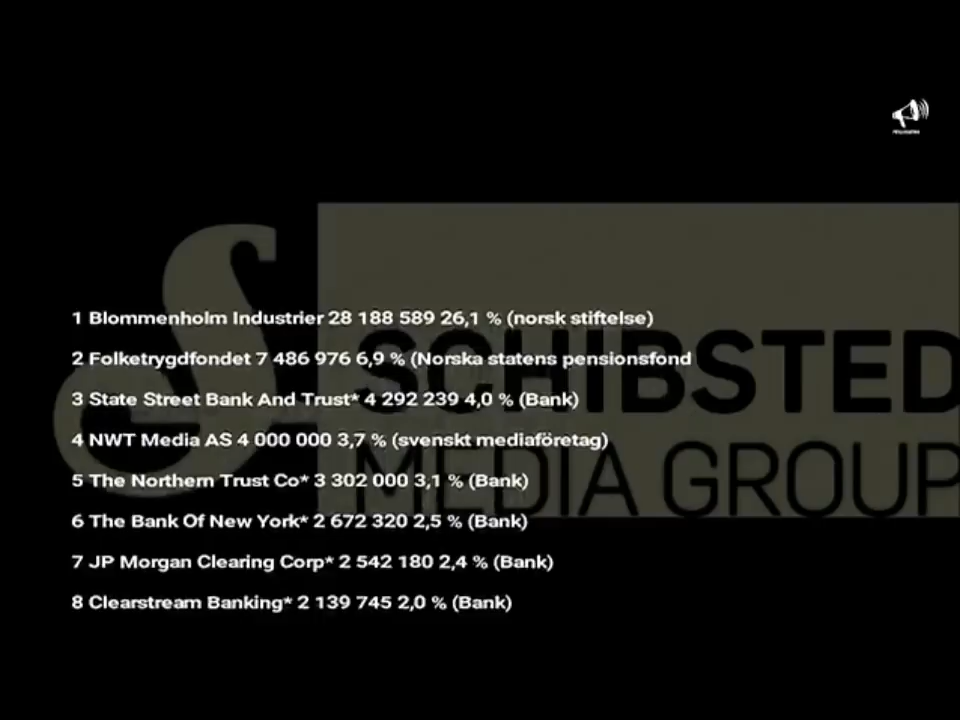 SCHIBSTED
MEDIA GROUP
1 Blommenholm Industrier 28 188 589 26,1 % (norsk stiftelse)
2 Folketrygdfondet 7 486 976 6,9 % (Norska statens pensionsfond
3 State Street Bank And Trust* 4 292 239 4,0 % (Bank)
4 NWT Media AS 4 000 000 3,7 % (svenskt mediaföretag)
5 The Northern Trust Co* 3 302 000 3,1 % (Bank)
6 The Bank Of New York* 2 672 320 2,5 % (Bank)
7 JP Morgan Clearing Corp* 2 542 180 2,4 % (Bank)
8 Clearstream Banking* 2 139 745 2,0 % (Bank)